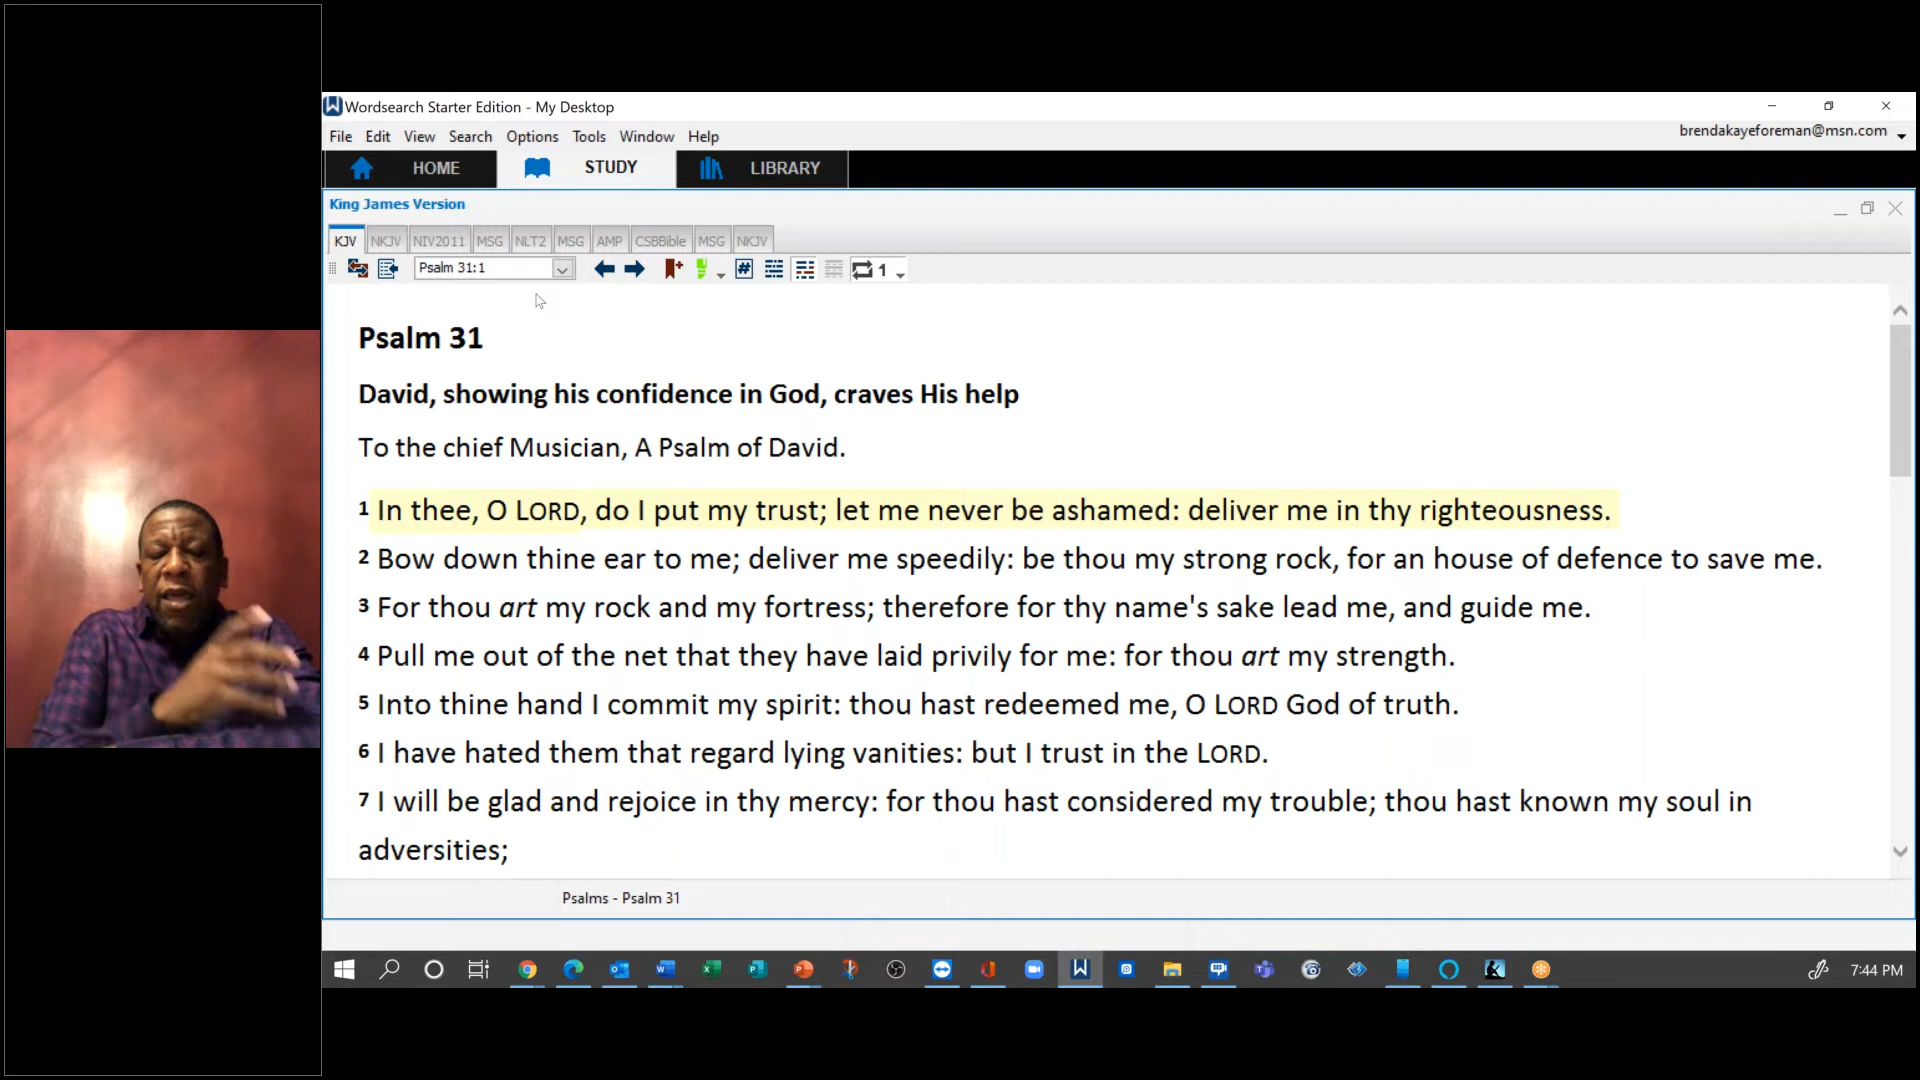 Wordsearch Starter Edition - My Desktop
brendakayeforeman@msn.com
File Edit View Search Options Tools Window Help
HOME STUDY LIBRARY
King James Version
KJV NKJV NIV2011 MSG NLT2 MSG AMP CSBBible MSG NKJV
Psalm 31:1 1
Psalm 31
David, showing his confidence in God, craves His help
To the chief Musician, A Psalm of David.
1 In thee, O LORD, do I put my trust; let me never be ashamed: deliver me in thy righteousness.
2 Bow down thine ear to me; deliver me speedily: be thou my strong rock, for an house of defence to save me.
3 For thou art my rock and my fortress; therefore for thy name's sake lead me, and guide me.
4 Pull me out of the net that they have laid privily for me: for thou art my strength.
5 Into thine hand I commit my spirit: thou hast redeemed me, O LORD God of truth.
6 I have hated them that regard lying vanities: but I trust in the LORD.
7 I will be glad and rejoice in thy mercy: for thou hast considered my trouble; thou hast known my soul in
adversities;
Psalms - Psalm 31
7:44 PM